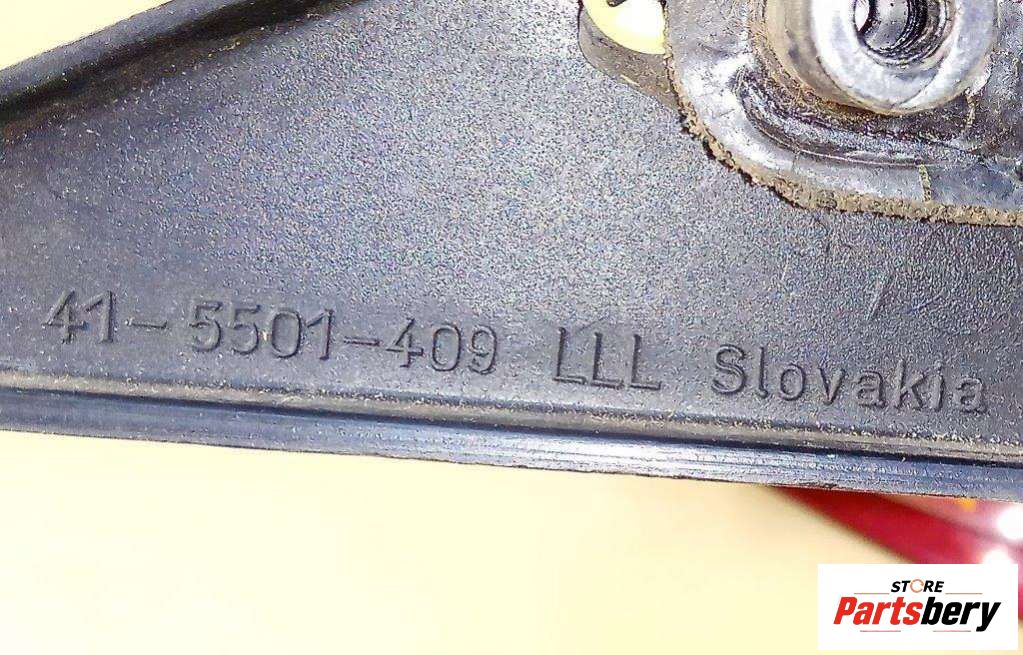 41-5501-409 LLL Slovakia
STORE
Partsbery